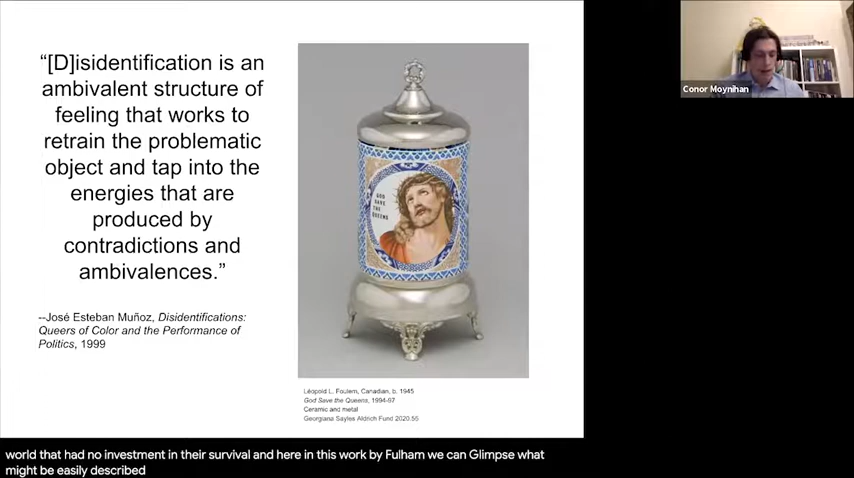 “[D]isidentification is an
ambivalent structure of
feeling that works to
retrain the problematic
object and tap into the
energies that are
produced by
contradictions and
ambivalences.”
--José Esteban Muñoz, Disidentifications:
Queers of Color and the Performance of
Politics, 1999
GOD
SAVE
THE
QUEENS
Léopold L. Foulem, Canadian, b. 1945
God Save the Queens, 1994-97
Ceramic and metal
Georgiana Sayles Aldrich Fund 2020.55
Conor Moynihan
world that had no investment in their survival and here in this work by Fulham we can Glimpse what
might be easily described